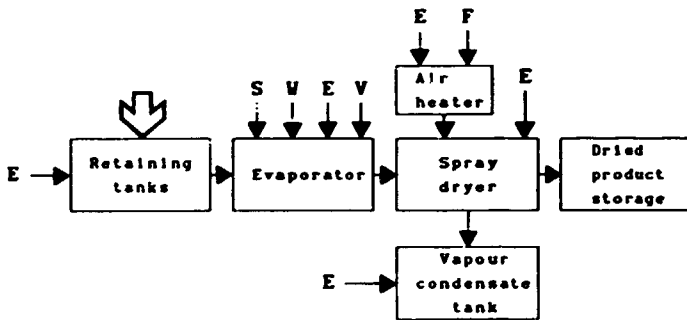 E F
Air
heater
E
S W E V
E
Retaining
tanks
Evaporator
Spray
dryer
Dried
product
storage
E
Vapour
condensate
tank